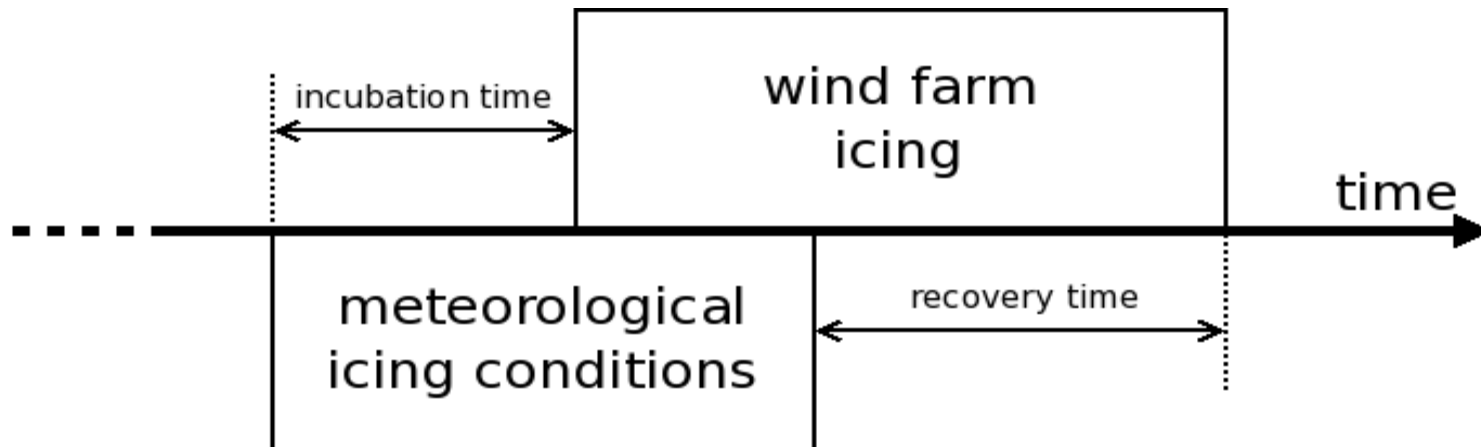 wind farm
icing
incubation time
time
meteorological
icing conditions
recovery time